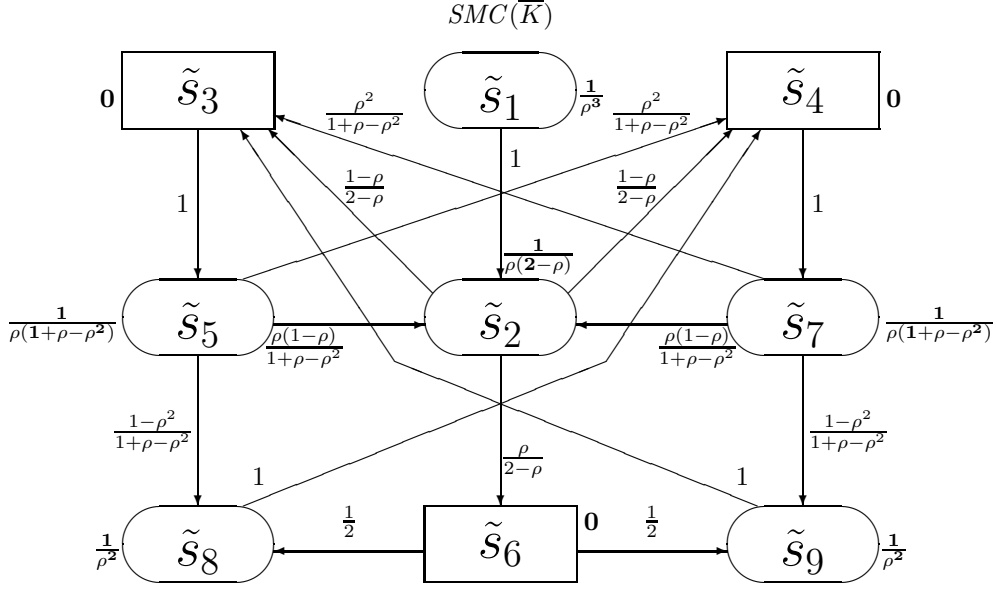 SMC(K̅)
0 s̃₃ ρ²/(1+ρ−ρ²) s̃₁ 1/ρ³ ρ²/(1+ρ−ρ²) s̃₄ 0
1 (1−ρ)/(2−ρ) 1 (1−ρ)/(2−ρ) 1
1/(ρ(2−ρ))
1/(ρ(1+ρ−ρ²)) s̃₅ s̃₂ s̃₇ 1/(ρ(1+ρ−ρ²))
ρ(1−ρ)/(1+ρ−ρ²) ρ(1−ρ)/(1+ρ−ρ²)
(1−ρ²)/(1+ρ−ρ²) (1−ρ²)/(1+ρ−ρ²)
1 ρ/(2−ρ) 1
1/ρ² s̃₈ 1/2 s̃₆ 0 1/2 s̃₉ 1/ρ²